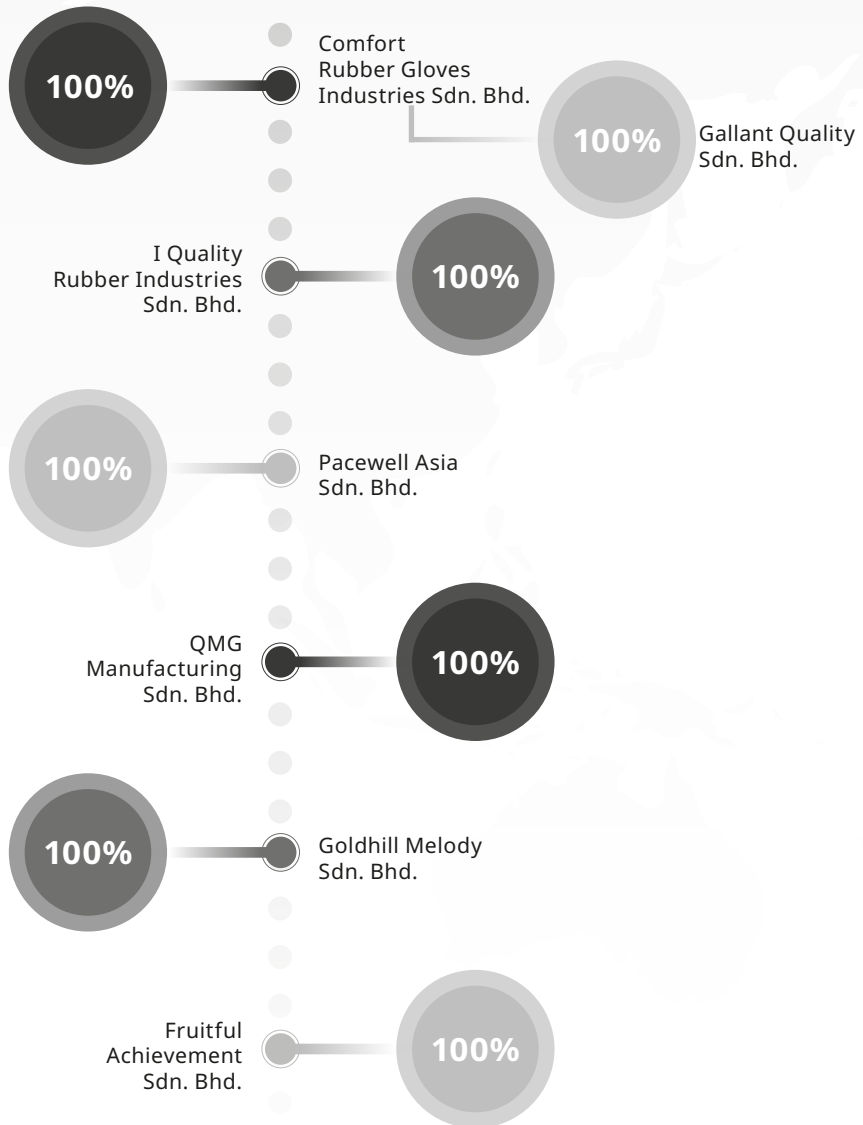 100%
Comfort
Rubber Gloves
Industries Sdn. Bhd.
100%
Gallant Quality
Sdn. Bhd.
I Quality
Rubber Industries
Sdn. Bhd.
100%
100%
Pacewell Asia
Sdn. Bhd.
QMG
Manufacturing
Sdn. Bhd.
100%
100%
Goldhill Melody
Sdn. Bhd.
Fruitful
Achievement
Sdn. Bhd.
100%